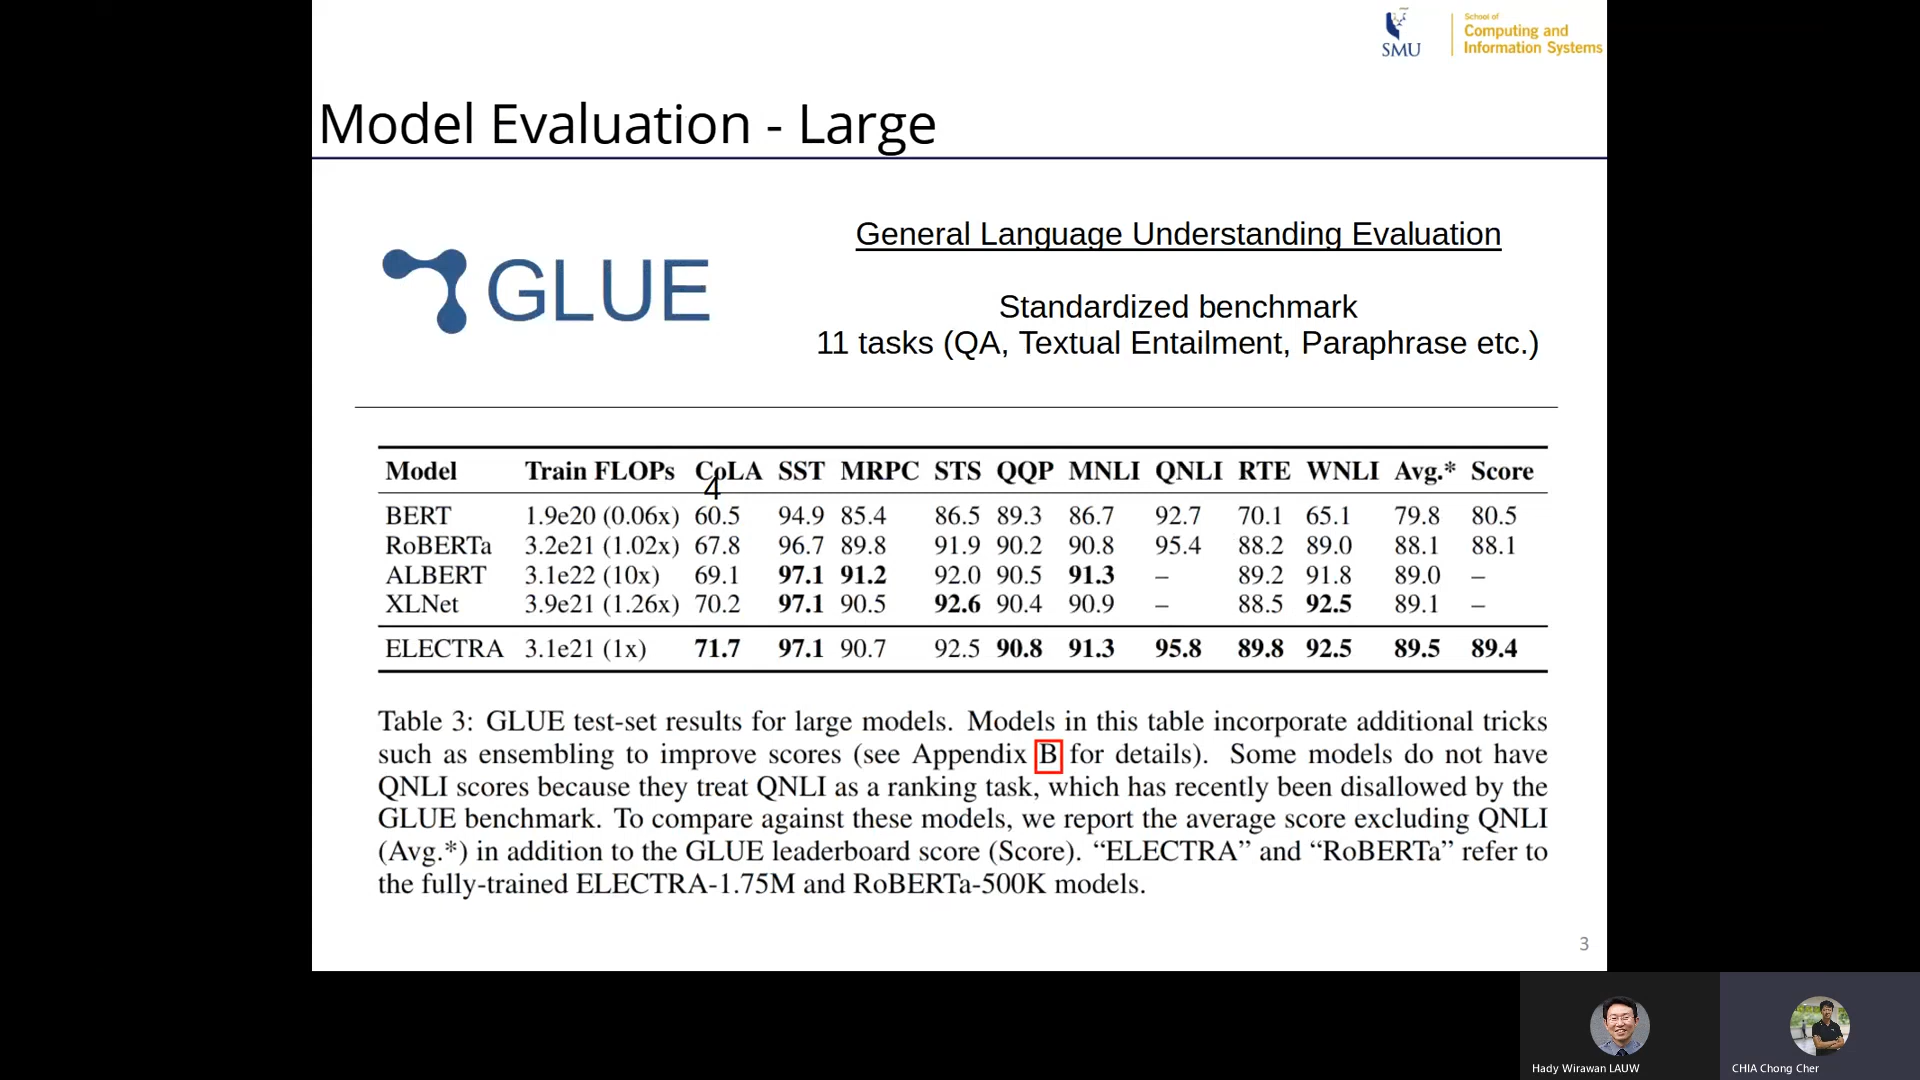 SMU
School of
Computing and
Information Systems
Model Evaluation - Large
GLUE
General Language Understanding Evaluation
Standardized benchmark
11 tasks (QA, Textual Entailment, Paraphrase etc.)
Model Train FLOPs CoLA SST MRPC STS QQP MNLI QNLI RTE WNLI Avg.* Score
4
BERT 1.9e20 (0.06x) 60.5 94.9 85.4 86.5 89.3 86.7 92.7 70.1 65.1 79.8 80.5
RoBERTa 3.2e21 (1.02x) 67.8 96.7 89.8 91.9 90.2 90.8 95.4 88.2 89.0 88.1 88.1
ALBERT 3.1e22 (10x) 69.1 97.1 91.2 92.0 90.5 91.3 – 89.2 91.8 89.0 –
XLNet 3.9e21 (1.26x) 70.2 97.1 90.5 92.6 90.4 90.9 – 88.5 92.5 89.1 –
ELECTRA 3.1e21 (1x) 71.7 97.1 90.7 92.5 90.8 91.3 95.8 89.8 92.5 89.5 89.4
Table 3: GLUE test-set results for large models. Models in this table incorporate additional tricks
such as ensembling to improve scores (see Appendix B for details). Some models do not have
QNLI scores because they treat QNLI as a ranking task, which has recently been disallowed by the
GLUE benchmark. To compare against these models, we report the average score excluding QNLI
(Avg.*) in addition to the GLUE leaderboard score (Score). “ELECTRA” and “RoBERTa” refer to
the fully-trained ELECTRA-1.75M and RoBERTa-500K models.
3
Hady Wirawan LAUW
CHIA Chong Cher